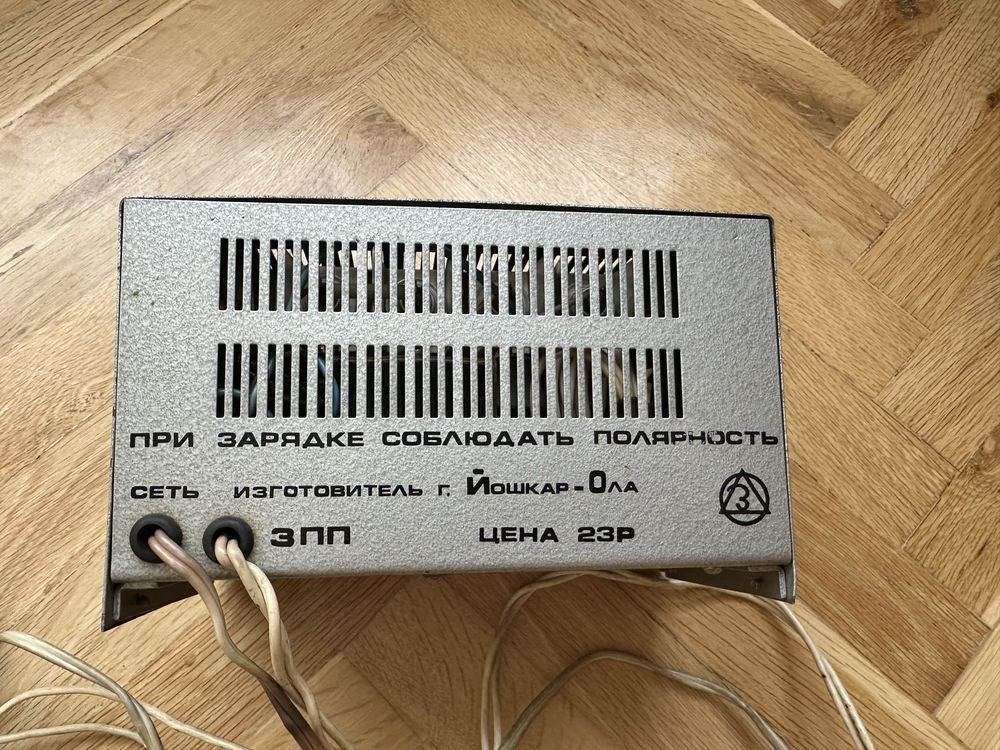 ПРИ ЗАРЯДКЕ СОБЛЮДАТЬ ПОЛЯРНОСТЬ
СЕТЬ ИЗГОТОВИТЕЛЬ Г. ЙОШКАР-ОЛА
З
ЗПП ЦЕНА 23Р